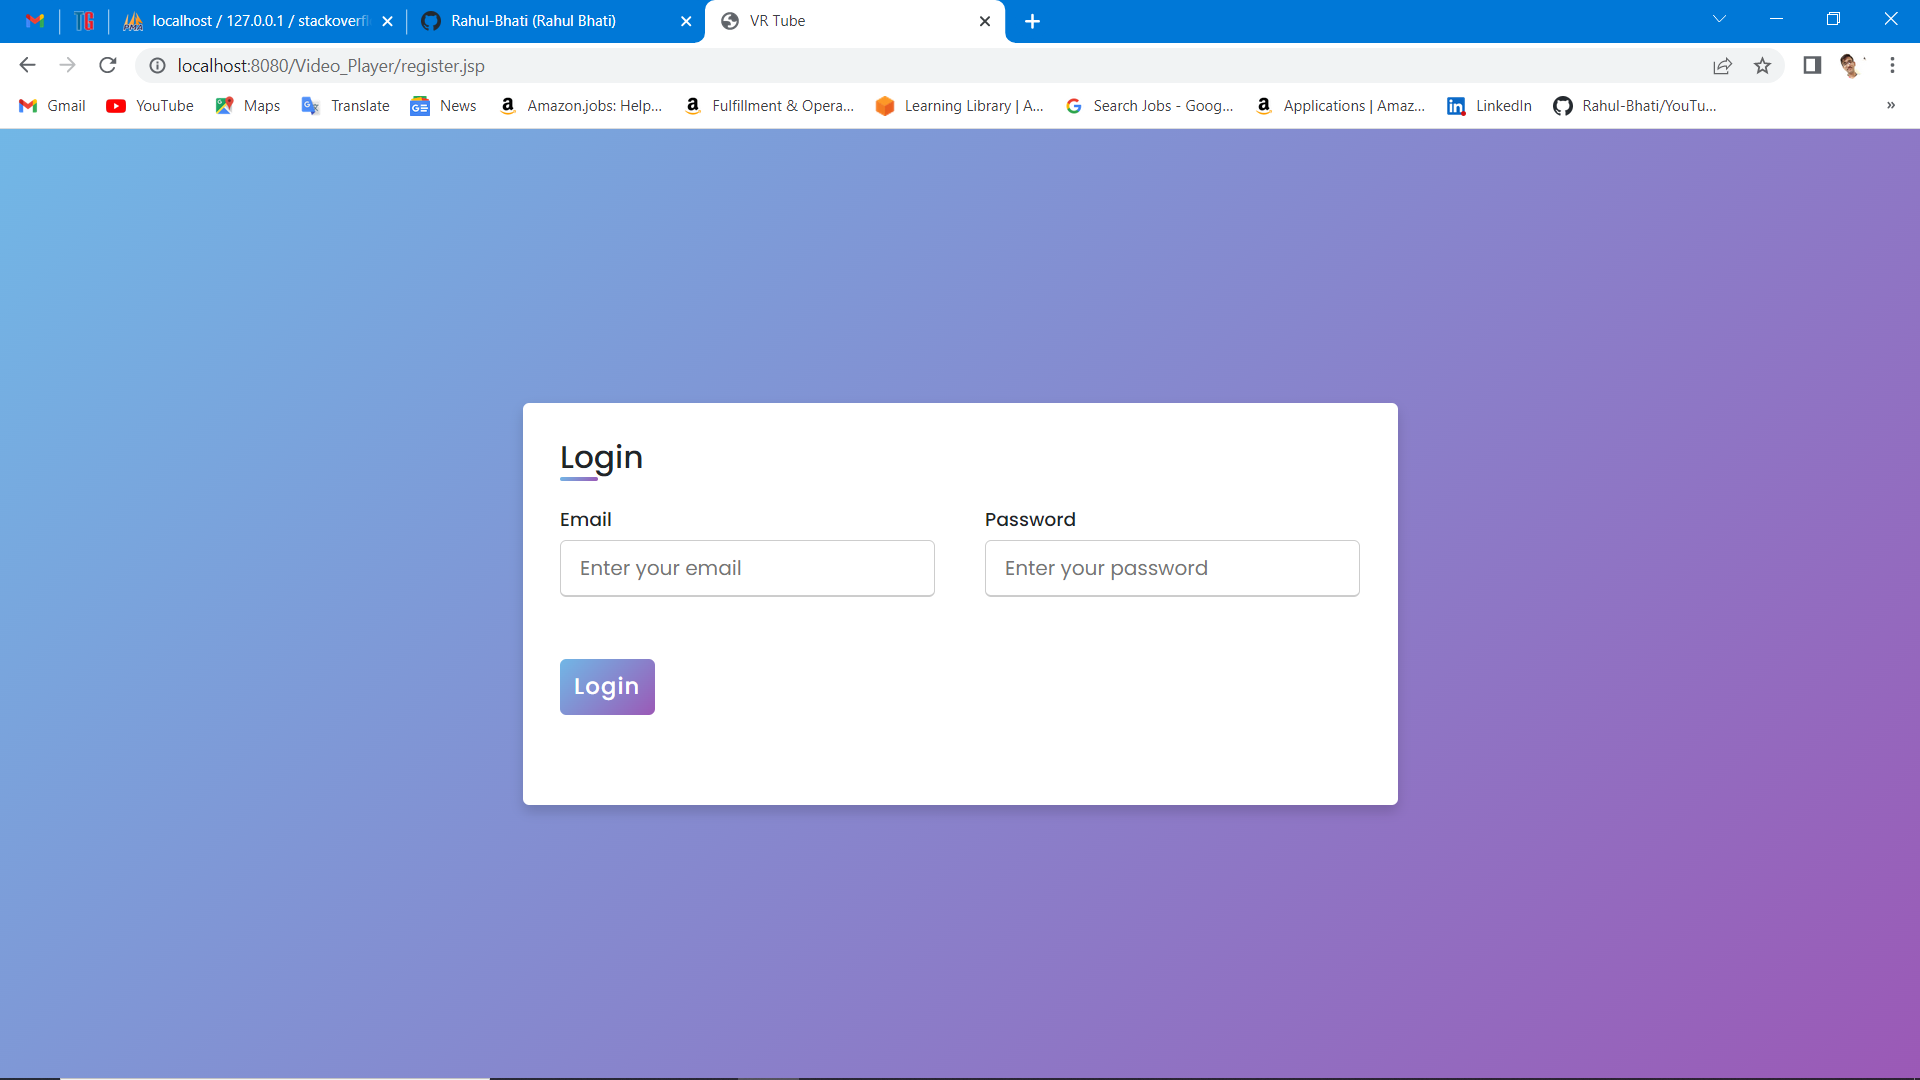 localhost / 127.0.0.1 / stackoverfl
Rahul-Bhati (Rahul Bhati)
VR Tube
localhost:8080/Video_Player/register.jsp
Gmail
YouTube
Maps
Translate
News
Amazon.jobs: Help...
Fulfillment & Opera...
Learning Library | A...
Search Jobs - Goog...
Applications | Amaz...
LinkedIn
Rahul-Bhati/YouTu...
»
Login
Email
Password
Enter your email
Enter your password
Login